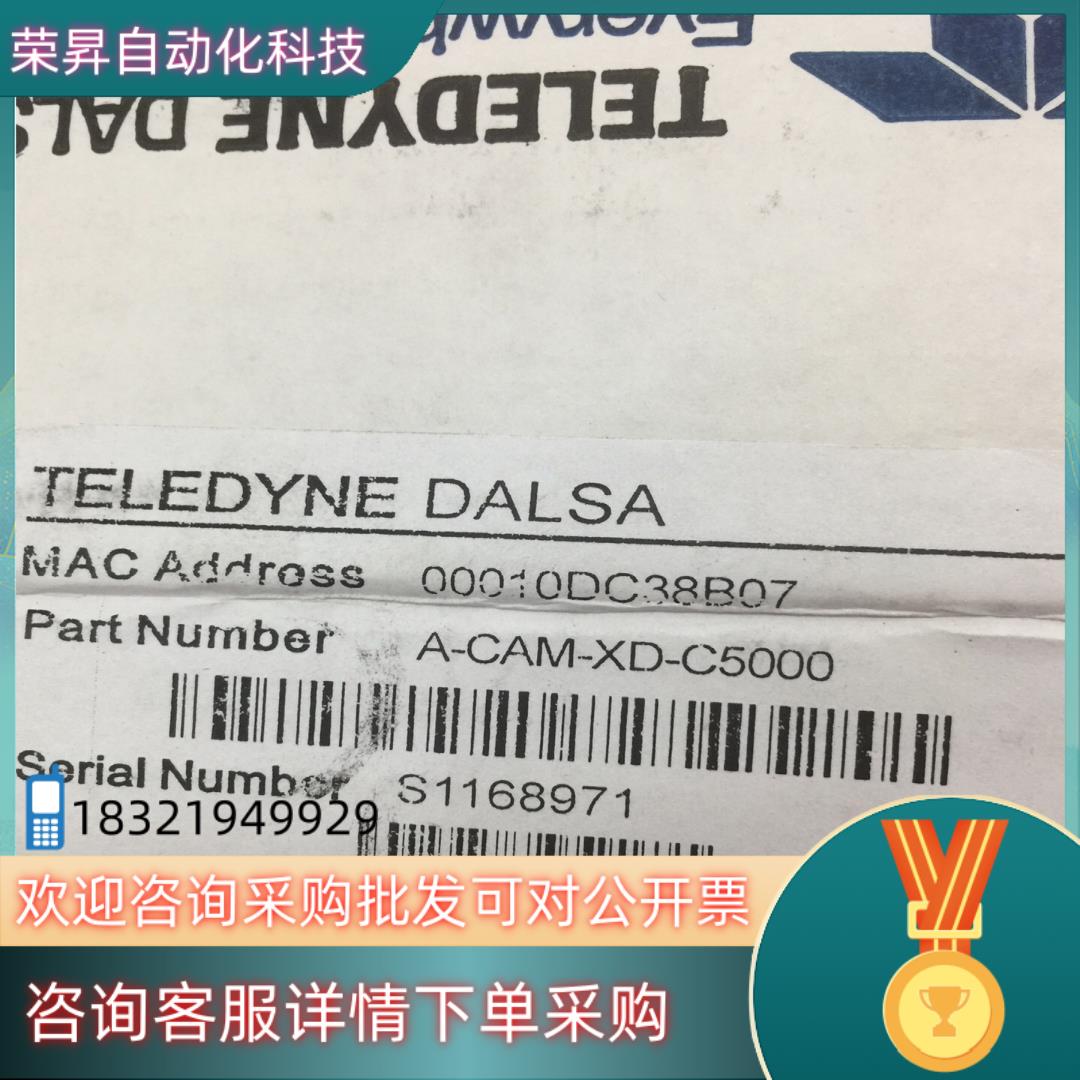 荣昇自动化科技
Everywh
TELEDYNE DALS
TELEDYNE DALSA
MAC Address 00010DC38B07
Part Number A-CAM-XD-C5000
Serial Number S1168971
18321949929
欢迎咨询采购批发可对公开票
咨询客服详情下单采购